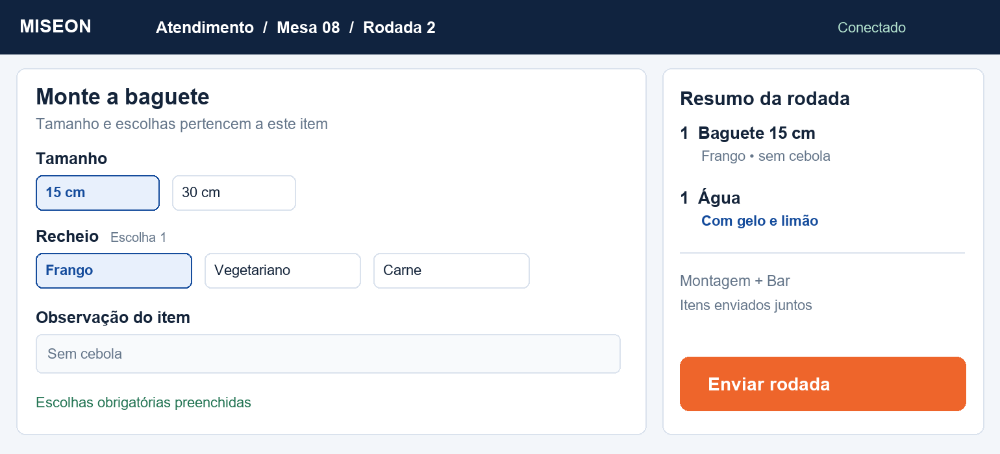 MISEON
Atendimento / Mesa 08 / Rodada 2
Conectado
Monte a baguete
Tamanho e escolhas pertencem a este item
Tamanho
15 cm
30 cm
Recheio Escolha 1
Frango
Vegetariano
Carne
Observação do item
Sem cebola
Escolhas obrigatórias preenchidas
Resumo da rodada
1 Baguete 15 cm
Frango • sem cebola
1 Água
Com gelo e limão
Montagem + Bar
Itens enviados juntos
Enviar rodada